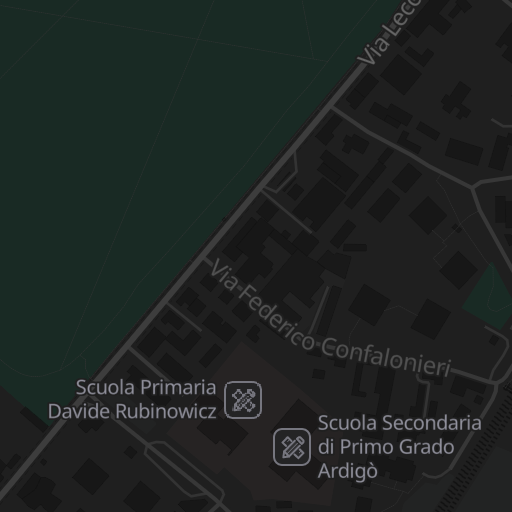 Via Lecco
Via Federico Confalonieri
Scuola Primaria
Davide Rubinowicz
Scuola Secondaria
di Primo Grado
Ardigò